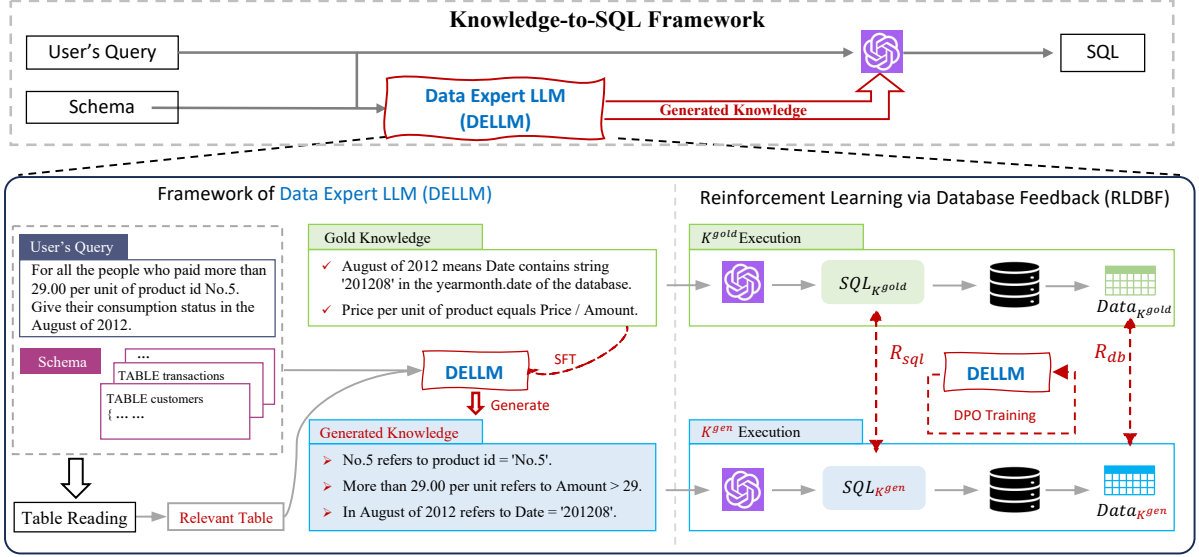 Knowledge-to-SQL Framework
User's Query
SQL
Schema
Data Expert LLM
(DELLM)
Generated Knowledge
Framework of Data Expert LLM (DELLM)
User's Query
For all the people who paid more than
29.00 per unit of product id No.5.
Give their consumption status in the
August of 2012.
Schema
...
TABLE transactions
TABLE customers
{ ... ...
Table Reading
Relevant Table
Gold Knowledge
✓ August of 2012 means Date contains string
'201208' in the yearmonth.date of the database.
✓ Price per unit of product equals Price / Amount.
SFT
DELLM
Generate
Generated Knowledge
➢ No.5 refers to product id = 'No.5'.
➢ More than 29.00 per unit refers to Amount > 29.
➢ In August of 2012 refers to Date = '201208'.
Reinforcement Learning via Database Feedback (RLDBF)
K^gold Execution
SQL_K^gold
Data_K^gold
R_sql
R_db
DELLM
DPO Training
K^gen Execution
SQL_K^gen
Data_K^gen